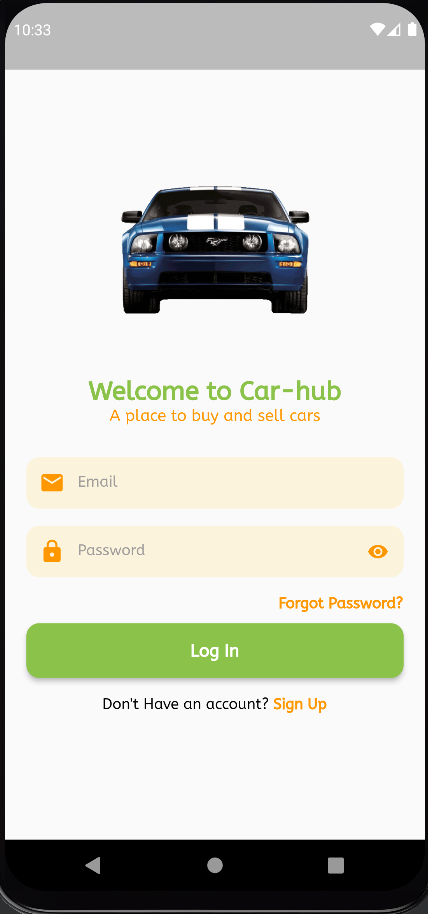 10:33
Welcome to Car-hub
A place to buy and sell cars
Email
Password
Forgot Password?
Log In
Don't Have an account? Sign Up